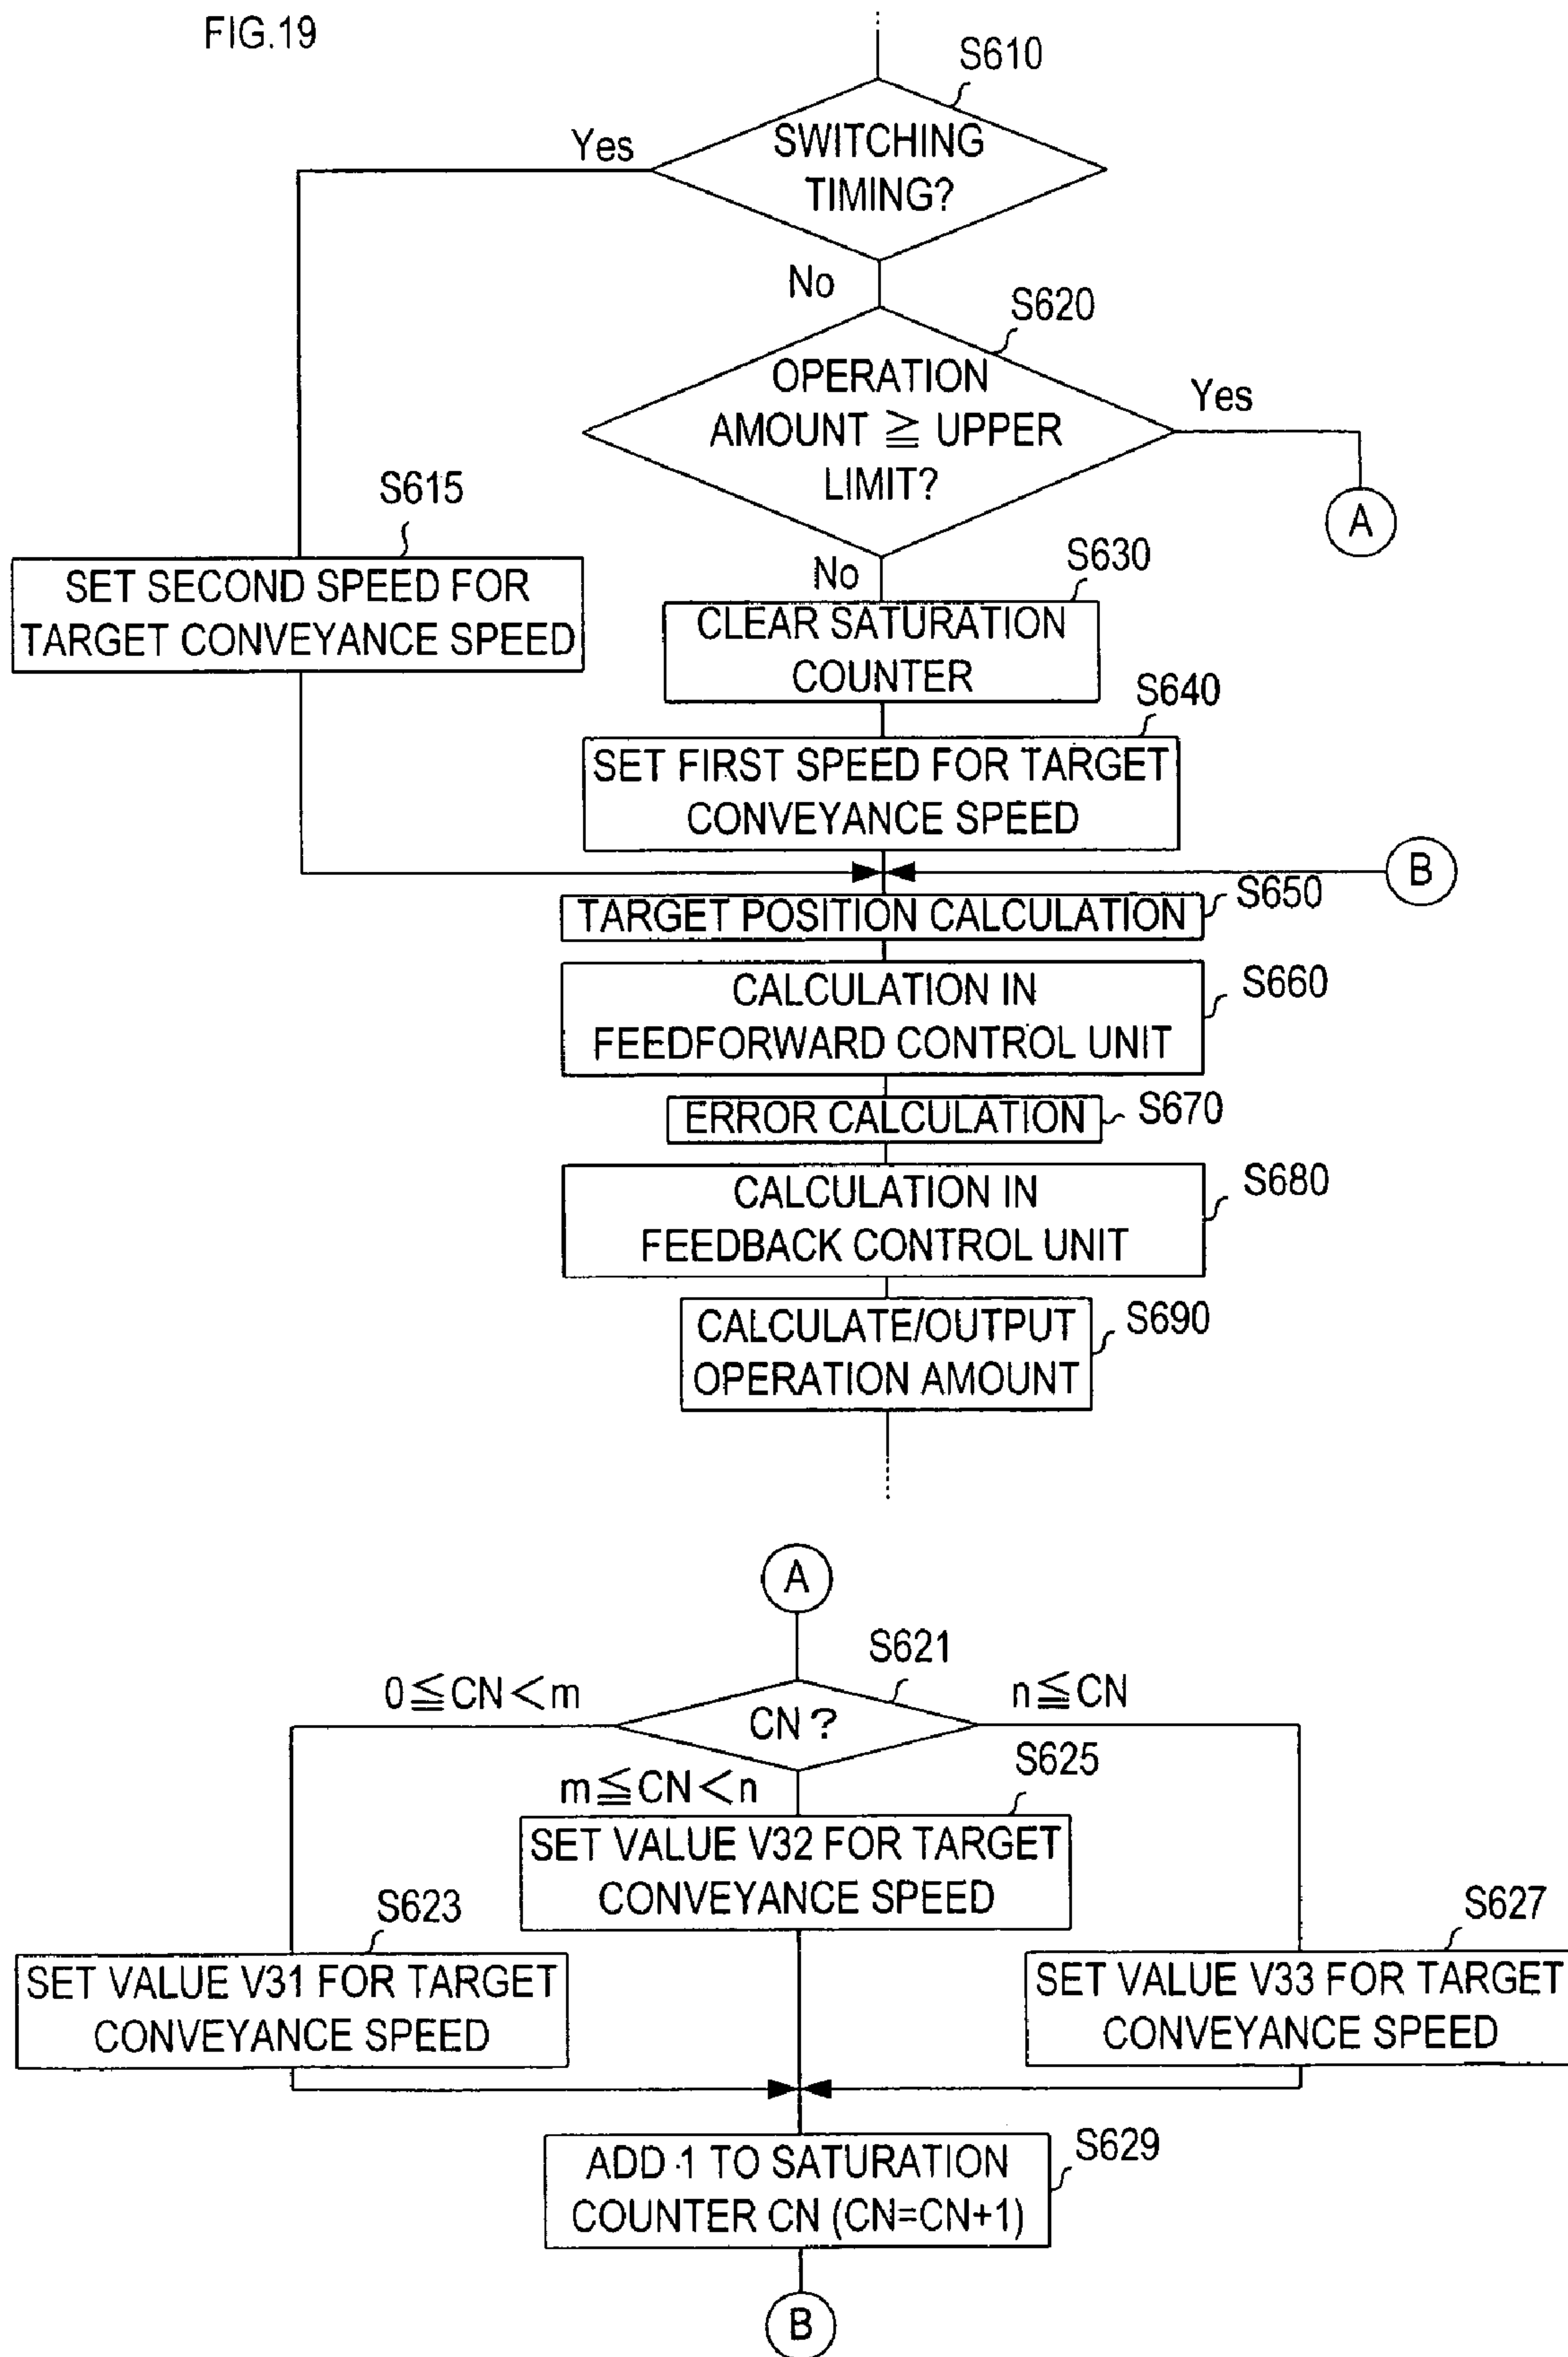 FIG.19
S610
SWITCHING
TIMING?
Yes
No
S620
OPERATION
AMOUNT ≧ UPPER
LIMIT?
Yes
A
No
S615
SET SECOND SPEED FOR
TARGET CONVEYANCE SPEED
S630
CLEAR SATURATION
COUNTER
S640
SET FIRST SPEED FOR TARGET
CONVEYANCE SPEED
B
S650
TARGET POSITION CALCULATION
S660
CALCULATION IN
FEEDFORWARD CONTROL UNIT
S670
ERROR CALCULATION
S680
CALCULATION IN
FEEDBACK CONTROL UNIT
S690
CALCULATE/OUTPUT
OPERATION AMOUNT
A
S621
CN?
0≦CN<m
n≦CN
m≦CN<n
S625
SET VALUE V32 FOR TARGET
CONVEYANCE SPEED
S623
SET VALUE V31 FOR TARGET
CONVEYANCE SPEED
S627
SET VALUE V33 FOR TARGET
CONVEYANCE SPEED
S629
ADD 1 TO SATURATION
COUNTER CN (CN=CN+1)
B